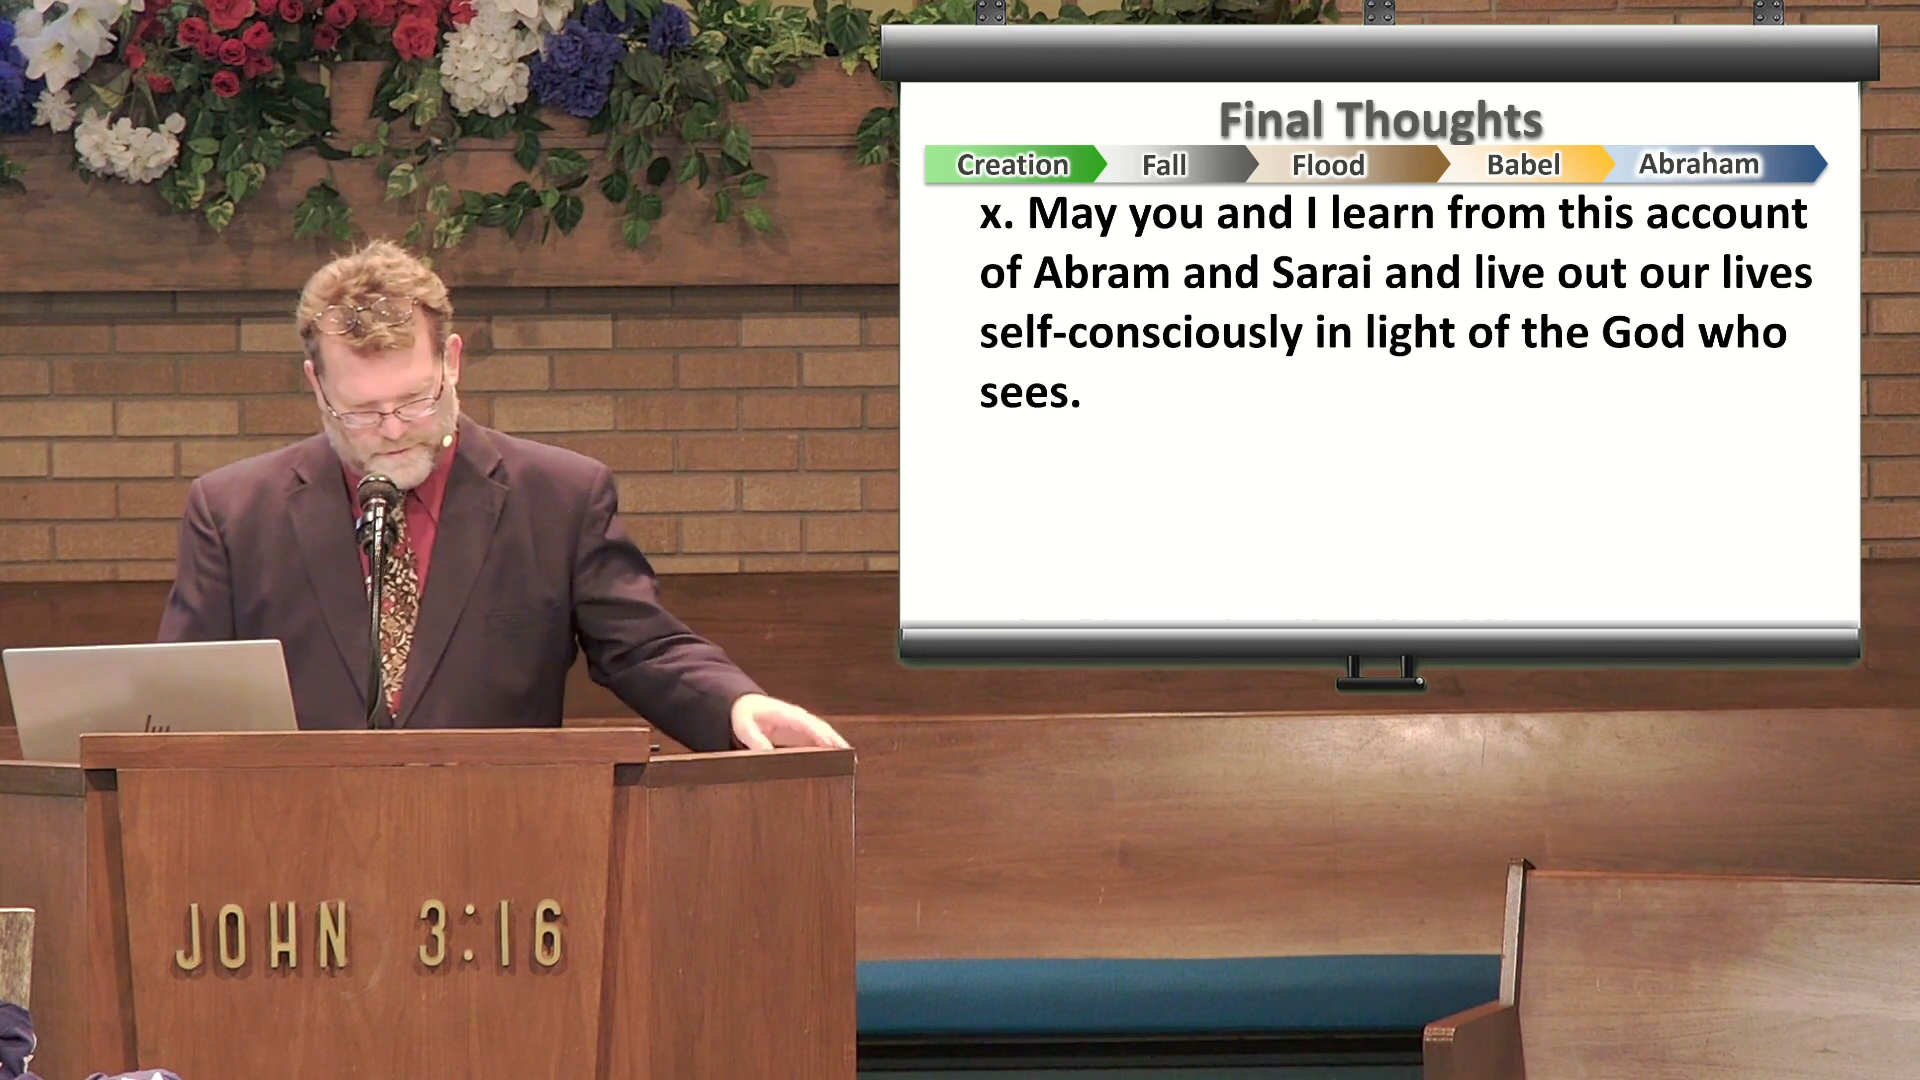 Final Thoughts
Creation Fall Flood Babel Abraham
x. May you and I learn from this account
of Abram and Sarai and live out our lives
self-consciously in light of the God who
sees.
JOHN 3:16